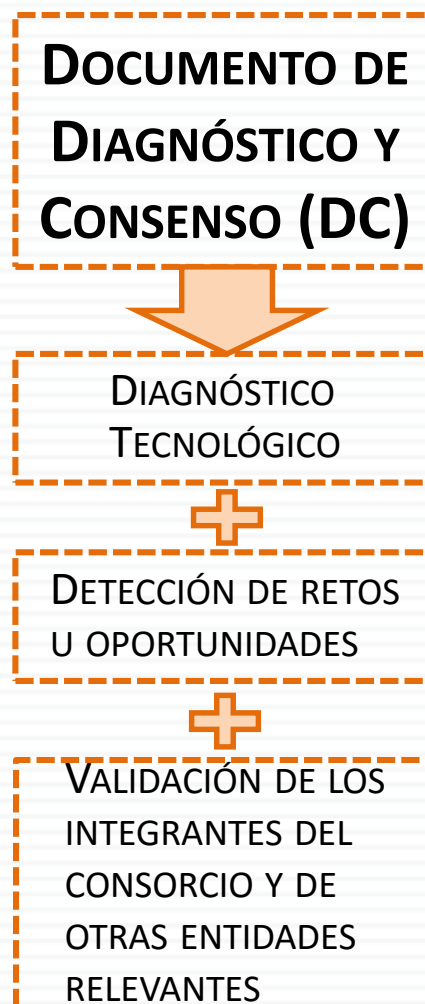 DOCUMENTO DE
DIAGNÓSTICO Y
CONSENSO (DC)
DIAGNÓSTICO
TECNOLÓGICO
DETECCIÓN DE RETOS
U OPORTUNIDADES
VALIDACIÓN DE LOS
INTEGRANTES DEL
CONSORCIO Y DE
OTRAS ENTIDADES
RELEVANTES